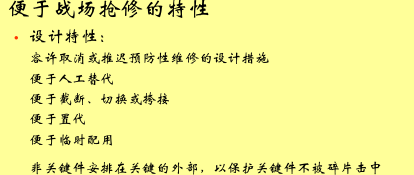 便于战场抢修的特性
• 设计特性：
容许取消或推迟预防性维修的设计措施
便于人工替代
便于截断、切换或挎接
便于置代
便于临时配用
非关键件安排在关键的外部，以保护关键件不被碎片击中